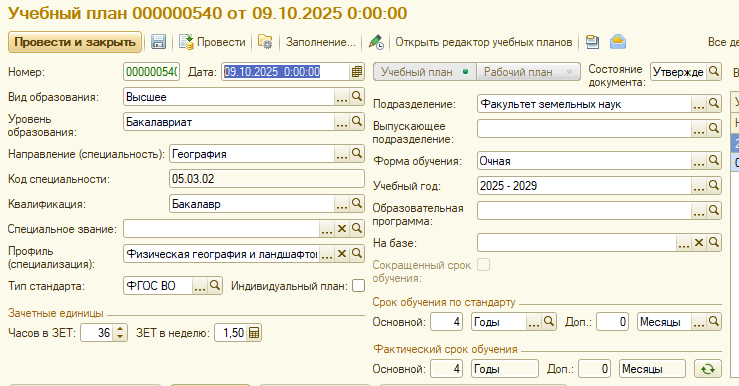 Учебный план 000000540 от 09.10.2025 0:00:00
Провести и закрыть Провести Заполнение... Открыть редактор учебных планов Все де
Номер: 000000540 Дата: 09.10.2025 0:00:00
Учебный план Рабочий план Состояние документа: Утвержде
Вид образования: Высшее
Подразделение: Факультет земельных наук
Уровень образования: Бакалавриат
Выпускающее подразделение:
Направление (специальность): География
Форма обучения: Очная
Код специальности: 05.03.02
Учебный год: 2025 - 2029
Квалификация: Бакалавр
Образовательная программа:
Специальное звание:
На базе:
Профиль (специализация): Физическая география и ландшафто
Сокращенный срок обучения:
Тип стандарта: ФГОС ВО Индивидуальный план:
Срок обучения по стандарту
Зачетные единицы
Основной: 4 Годы Доп.: 0 Месяцы
Часов в ЗЕТ: 36 ЗЕТ в неделю: 1,50
Фактический срок обучения
Основной: 4 Годы Доп.: 0 Месяцы